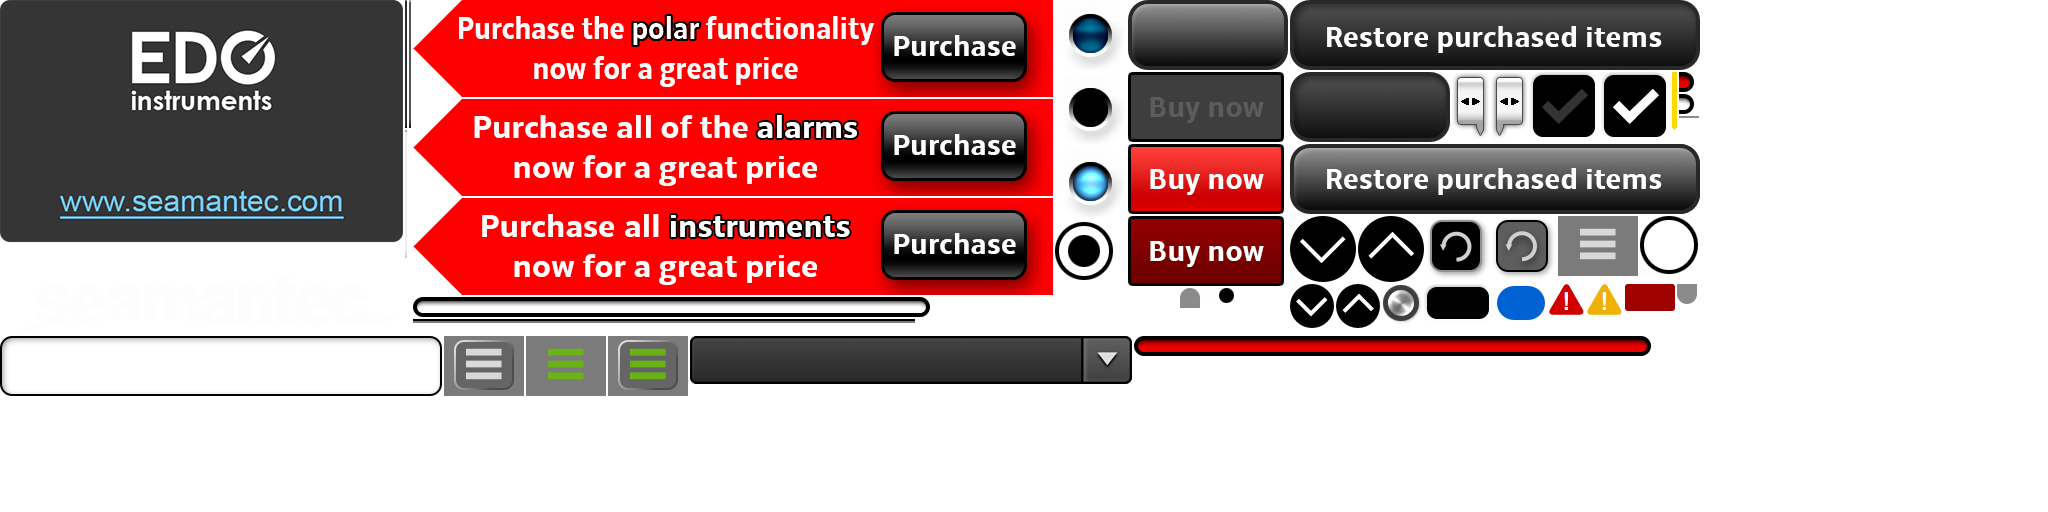 EDO
instruments
www.seamantec.com
Purchase the polar functionality
now for a great price
Purchase
Purchase all of the alarms
now for a great price
Purchase
Purchase all instruments
now for a great price
Purchase
Buy now
Buy now
Buy now
Restore purchased items
Restore purchased items
seamantec